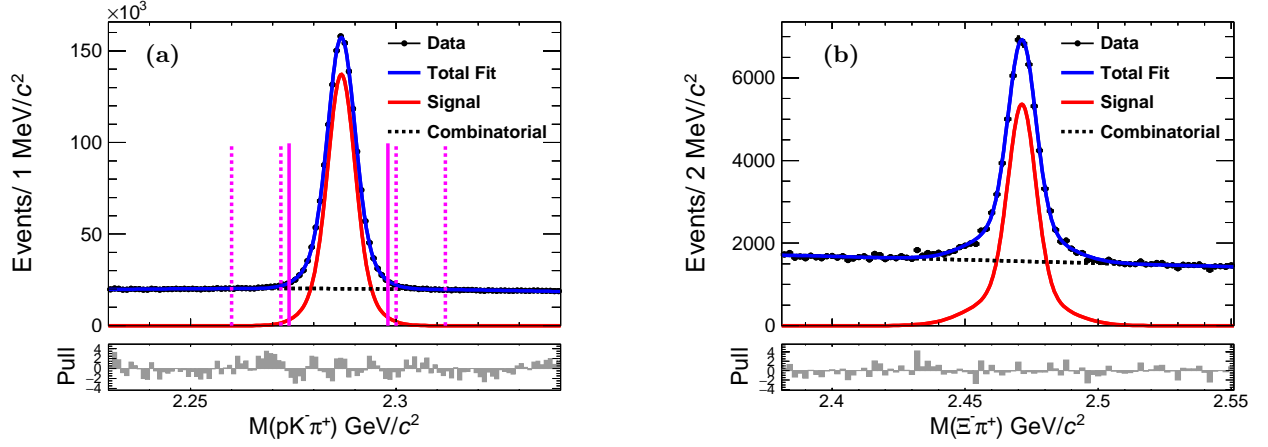 ×10³
(a)
Data
Total Fit
Signal
Combinatorial
Events/ 1 MeV/c²
150
100
50
0
Pull
4
2
0
−2
−4
2.25
2.3
M(pK⁻π⁺) GeV/c²
(b)
Data
Total Fit
Signal
Combinatorial
Events/ 2 MeV/c²
6000
4000
2000
0
Pull
4
2
0
−2
2.4
2.45
2.5
2.55
M(Ξ⁻π⁺) GeV/c²